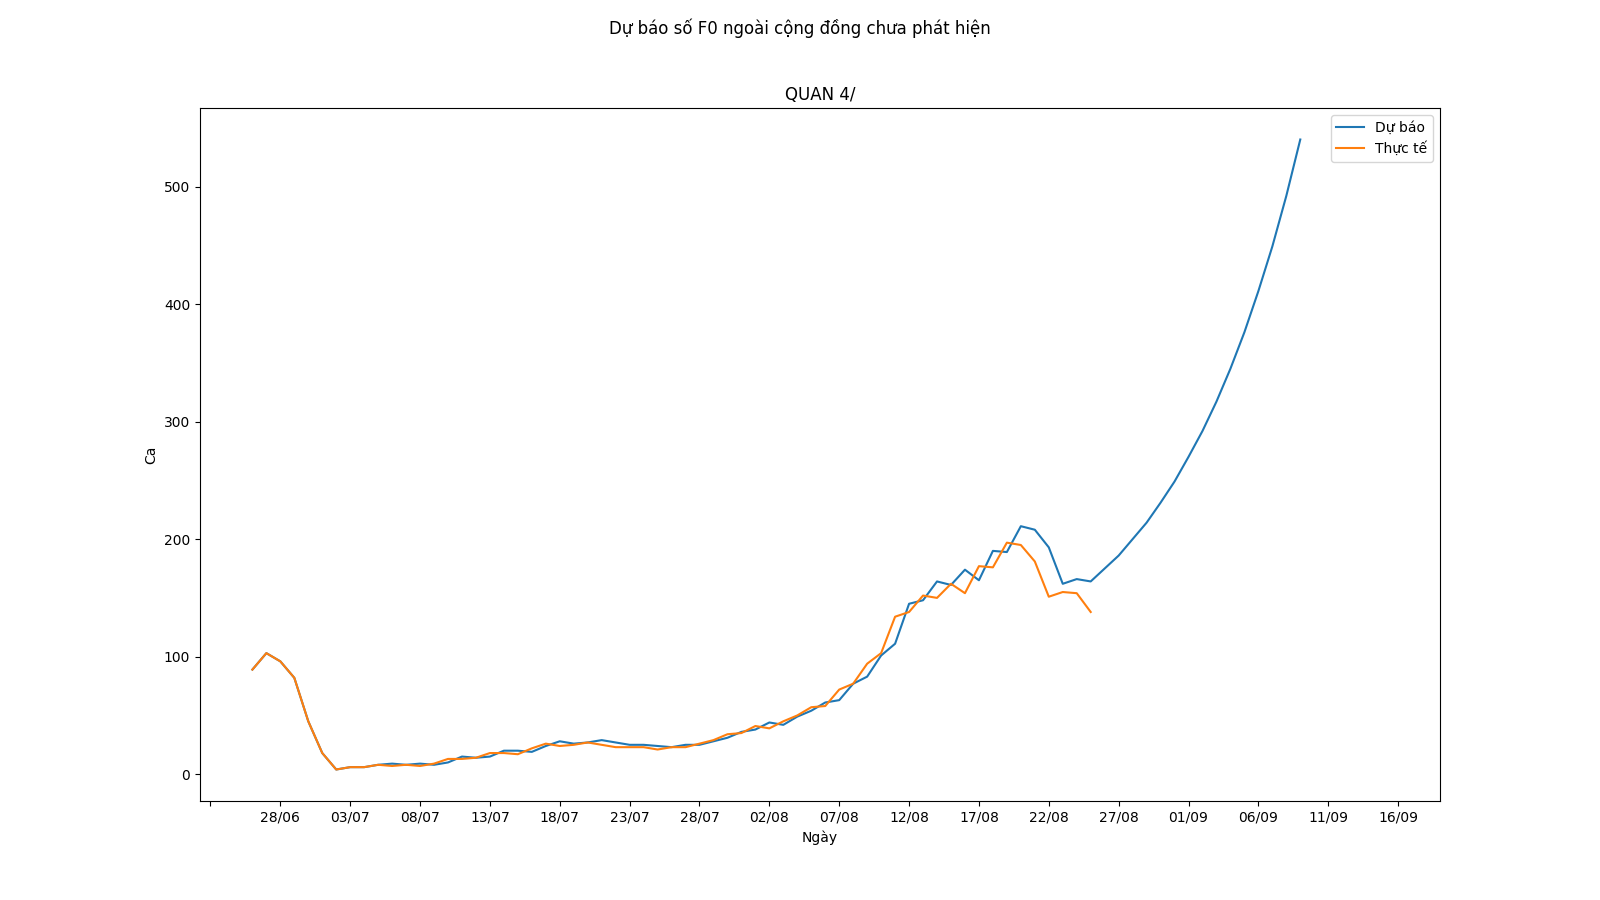 Dự báo số F0 ngoài cộng đồng chưa phát hiện
QUAN 4/
Dự báo
Thực tế
500
400
300
200
100
0
Ca
28/06 03/07 08/07 13/07 18/07 23/07 28/07 02/08 07/08 12/08 17/08 22/08 27/08 01/09 06/09 11/09 16/09
Ngày